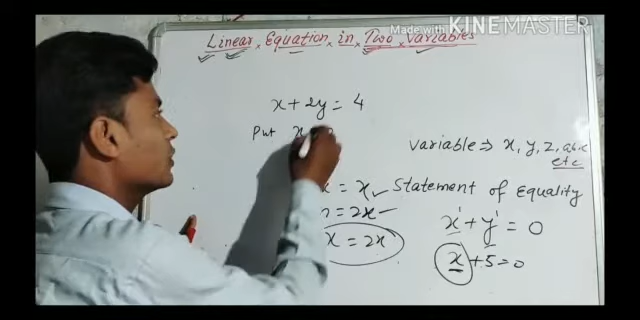 Made with KINEMASTER
Linear Equation in Two Variables
x + 2y = 4
Put x
variable ⇒ x, y, z, a,b,c
etc
x = x Statement of Equality
= 2x
x' + y' = 0
x = 2x
x + 5 = 0